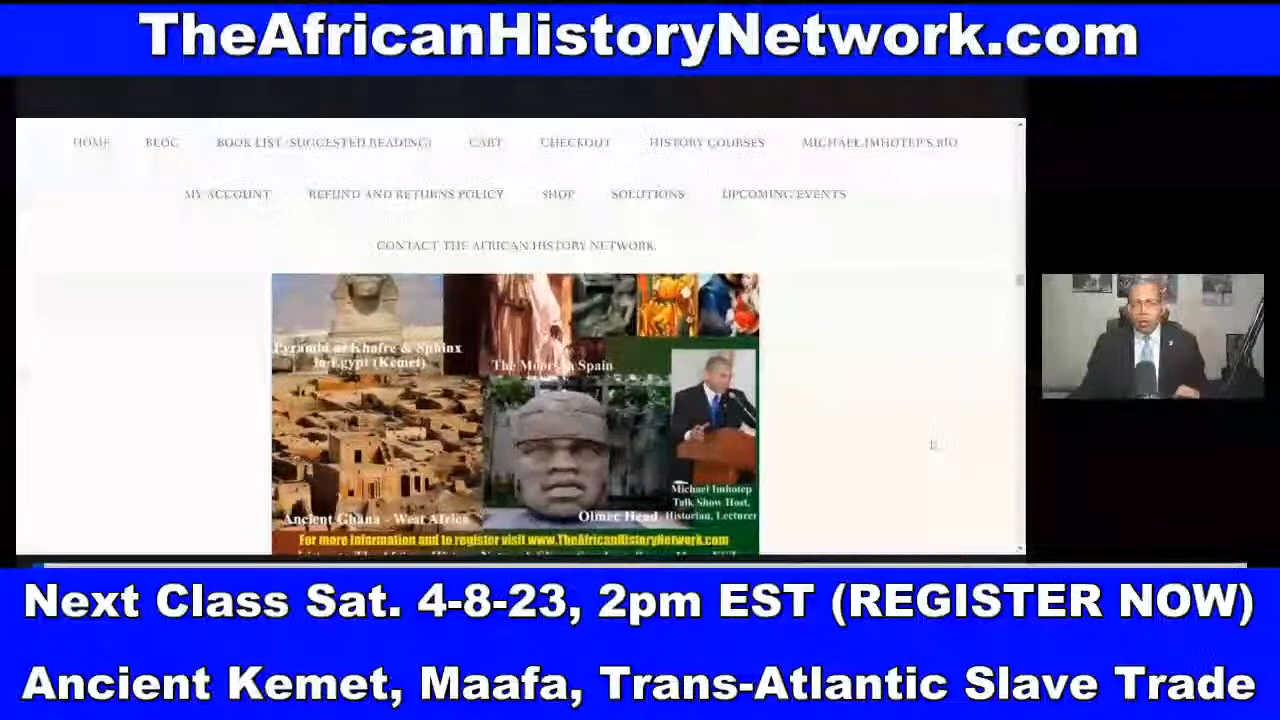 TheAfricanHistoryNetwork.com
HOME BLOG BOOK LIST (SUGGESTED READING) CART CHECKOUT HISTORY COURSES MICHAEL IMHOTEP'S BIO
MY ACCOUNT REFUND AND RETURNS POLICY SHOP SOLUTIONS UPCOMING EVENTS
CONTACT THE AFRICAN HISTORY NETWORK
Pyramid of Khafre & Sphinx
in Egypt (Kemet)
The Moors in Spain
Michael Imhotep
Talk Show Host,
Historian, Lecturer
Ancient Ghana - West Africa
Olmec Head
For more information and to register visit www.TheAfricanHistoryNetwork.com
Next Class Sat. 4-8-23, 2pm EST (REGISTER NOW)
Ancient Kemet, Maafa, Trans-Atlantic Slave Trade